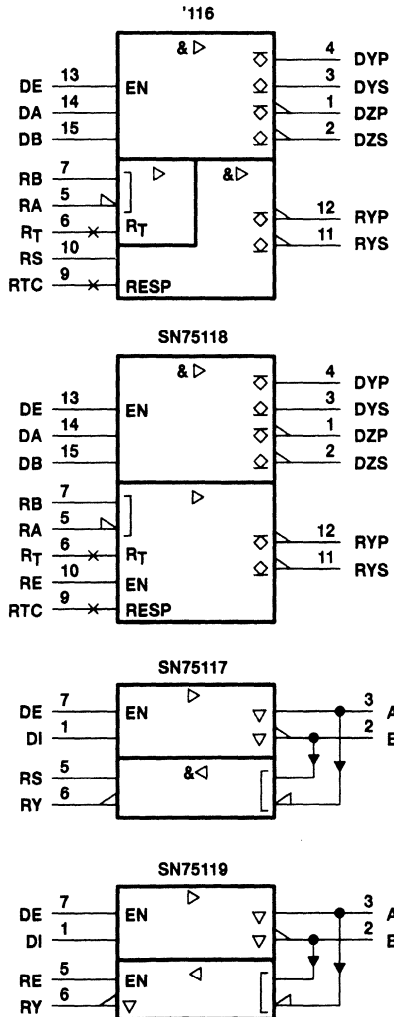 '116
& ▷
4 DYP
DE 13 EN 3 DYS
DA 14 1 DZP
DB 15 2 DZS
RB 7 ▷ &▷
RA 5 12 RYP
RT 6 RT 11 RYS
RS 10
RTC 9 RESP
SN75118
& ▷
4 DYP
DE 13 EN 3 DYS
DA 14 1 DZP
DB 15 2 DZS
RB 7 ▷
RA 5
RT 6 RT 12 RYP
RE 10 EN 11 RYS
RTC 9 RESP
SN75117
▷
DE 7 EN ▽ 3 A
DI 1 ▽ 2
RS 5 &◁
RY 6
SN75119
▷
DE 7 EN ▽ 3 A
DI 1 ▽ 2
RE 5 EN ◁
RY 6 ▽